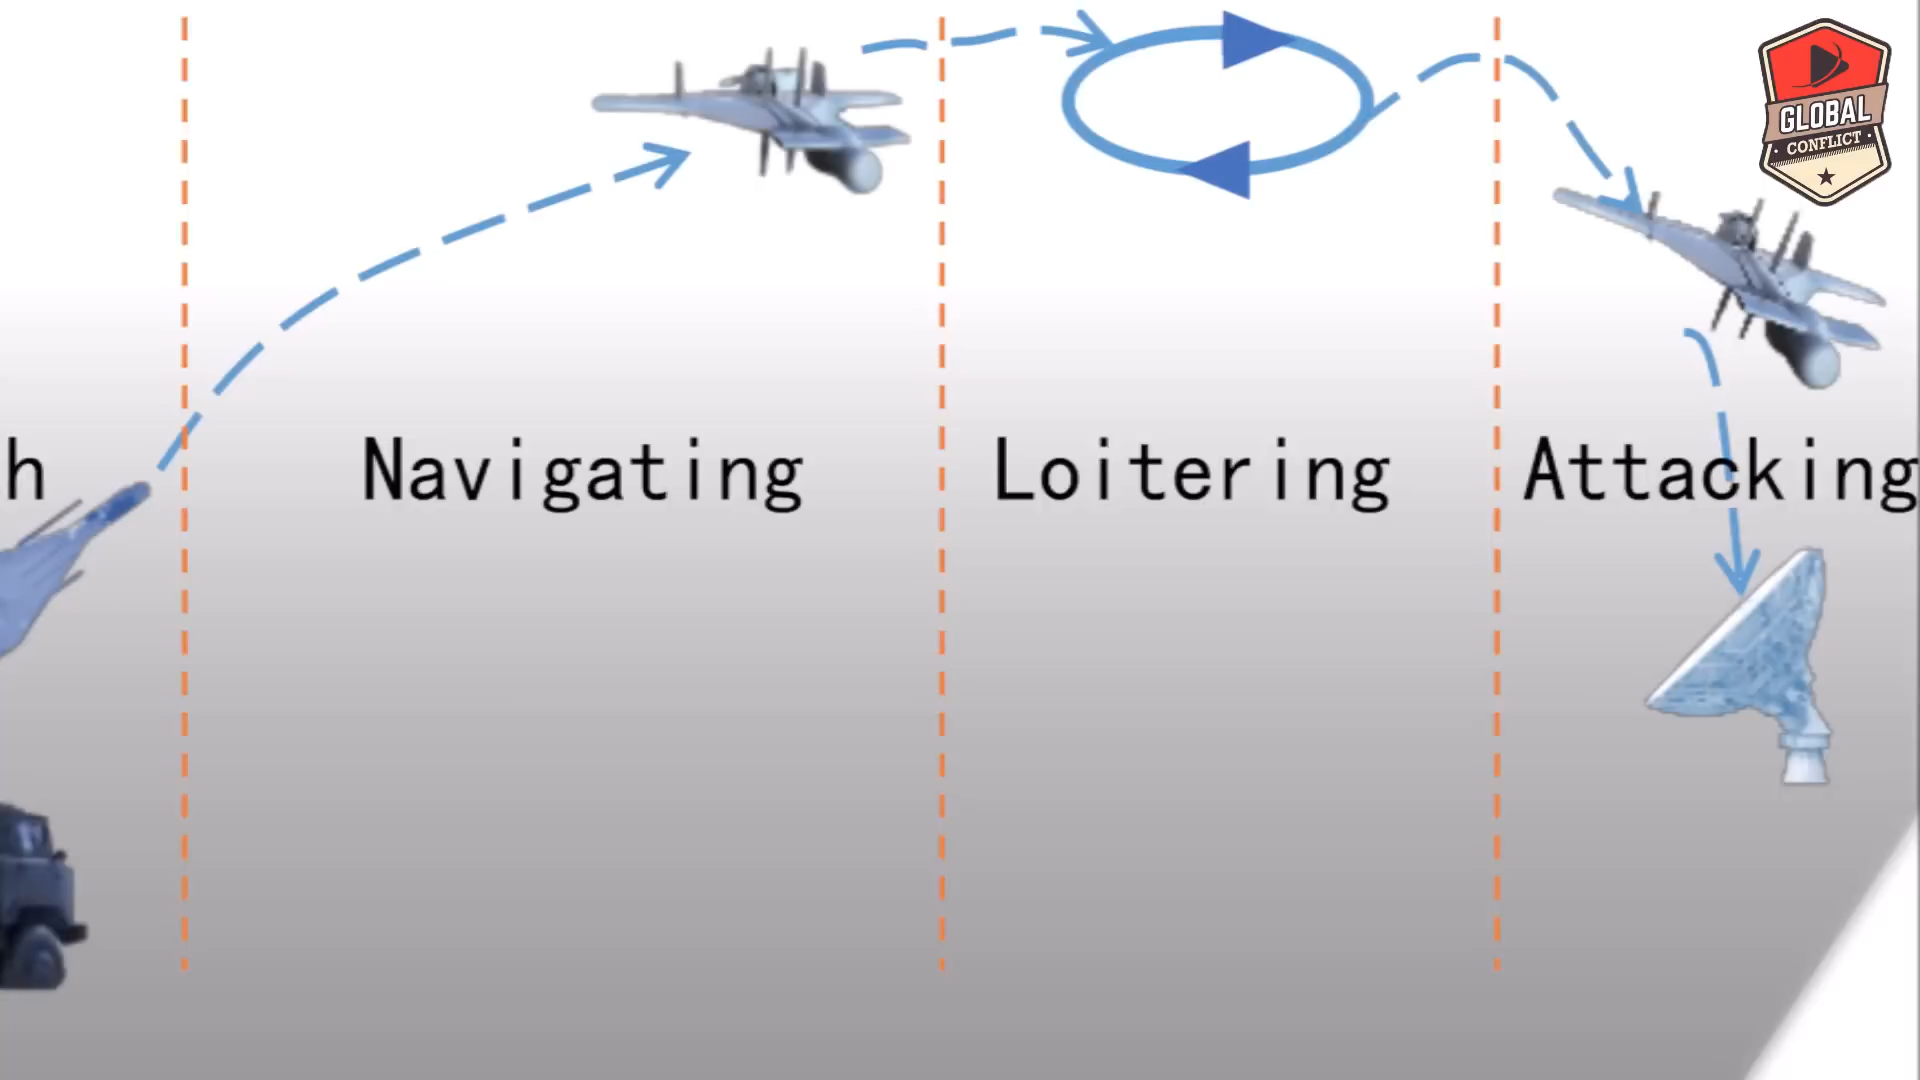 h
Navigating
Loitering
Attacking
GLOBAL
CONFLICT